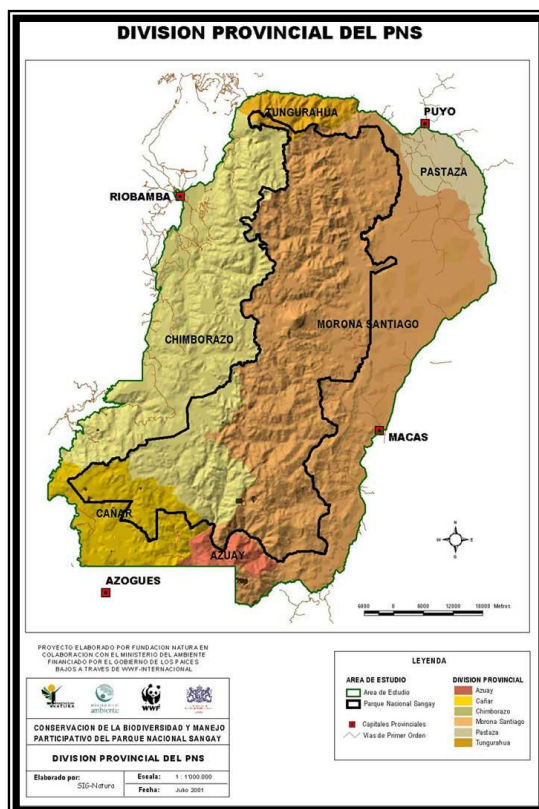 DIVISION PROVINCIAL DEL PNS
TUNGURAHUA
PUYO
PASTAZA
RIOBAMBA
CHIMBORAZO
MORONA SANTIAGO
MACAS
CAÑAR
AZUAY
AZOGUES
N
W
E
S
6000 0 6000 12000 18000 Metros
PROYECTO ELABORADO POR FUNDACION NATURA EN
COLABORACION CON EL MINISTERIO DEL AMBIENTE
FINANCIADO POR EL GOBIERNO DE LOS PAICES
BAJOS A TRAVES DE WWF-INTERNACIONAL
ambiente
WWF
CONSERVACION DE LA BIODIVERSIDAD Y MANEJO
PARTICIPATIVO DEL PARQUE NACIONAL SANGAY
DIVISION PROVINCIAL DEL PNS
Elaborado por:
SIG-Natura
Escala: 1 : 1'000.000
Fecha: Julio 2001
LEYENDA
AREA DE ESTUDIO
Area de Estudio
Parque Nacional Sangay
Cápitales Provinciales
Vias de Primer Orden
DIVISION PROVINCIAL
Azuay
Cañar
Chimborazo
Morona Santiago
Pastaza
Tungurahua